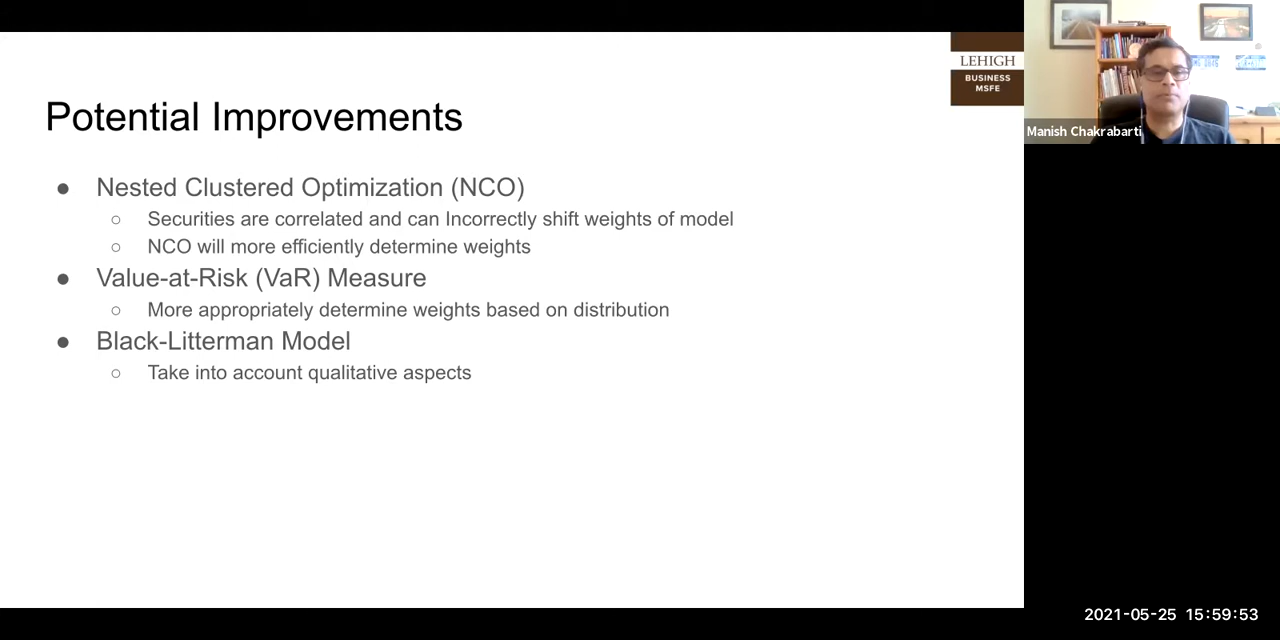 LEHIGH
BUSINESS
MSFE
Manish Chakrabarti
Potential Improvements
● Nested Clustered Optimization (NCO)
○ Securities are correlated and can Incorrectly shift weights of model
○ NCO will more efficiently determine weights
● Value-at-Risk (VaR) Measure
○ More appropriately determine weights based on distribution
● Black-Litterman Model
○ Take into account qualitative aspects
2021-05-25 15:59:53